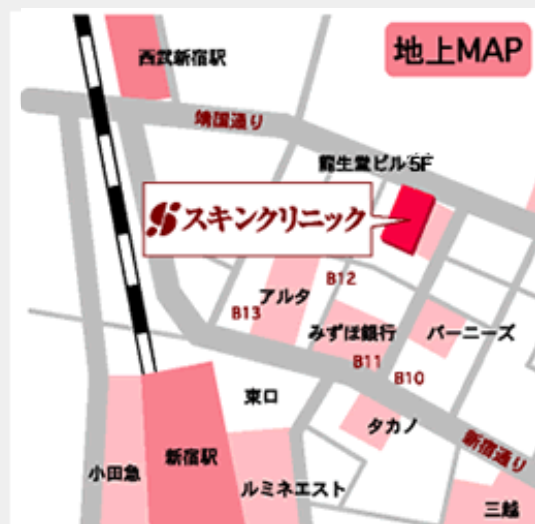 地上MAP
西武新宿駅
靖国通り
龍生堂ビル5F
スキンクリニック
B12
アルタ
B13
みずほ銀行
バーニーズ
B11
B10
東口
タカノ
新宿通り
新宿駅
小田急
ルミネエスト
三越